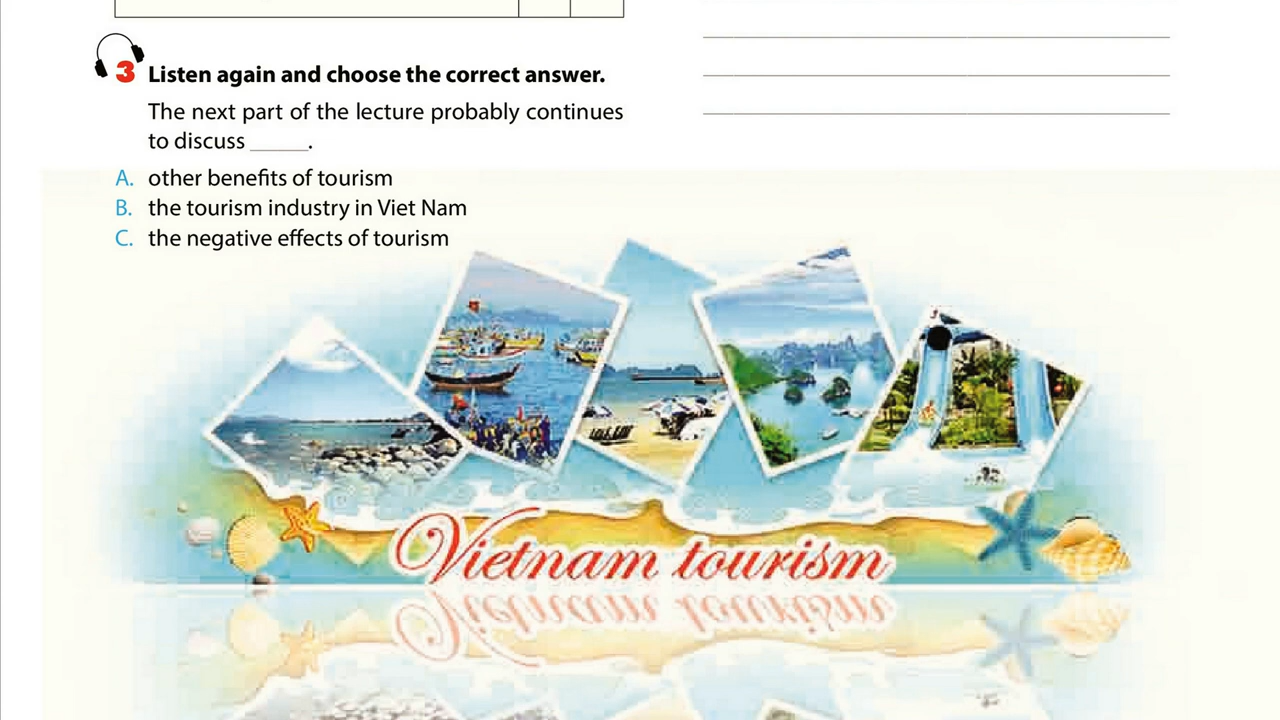 3 Listen again and choose the correct answer.
The next part of the lecture probably continues
to discuss _____.
A. other benefits of tourism
B. the tourism industry in Viet Nam
C. the negative effects of tourism
Vietnam tourism